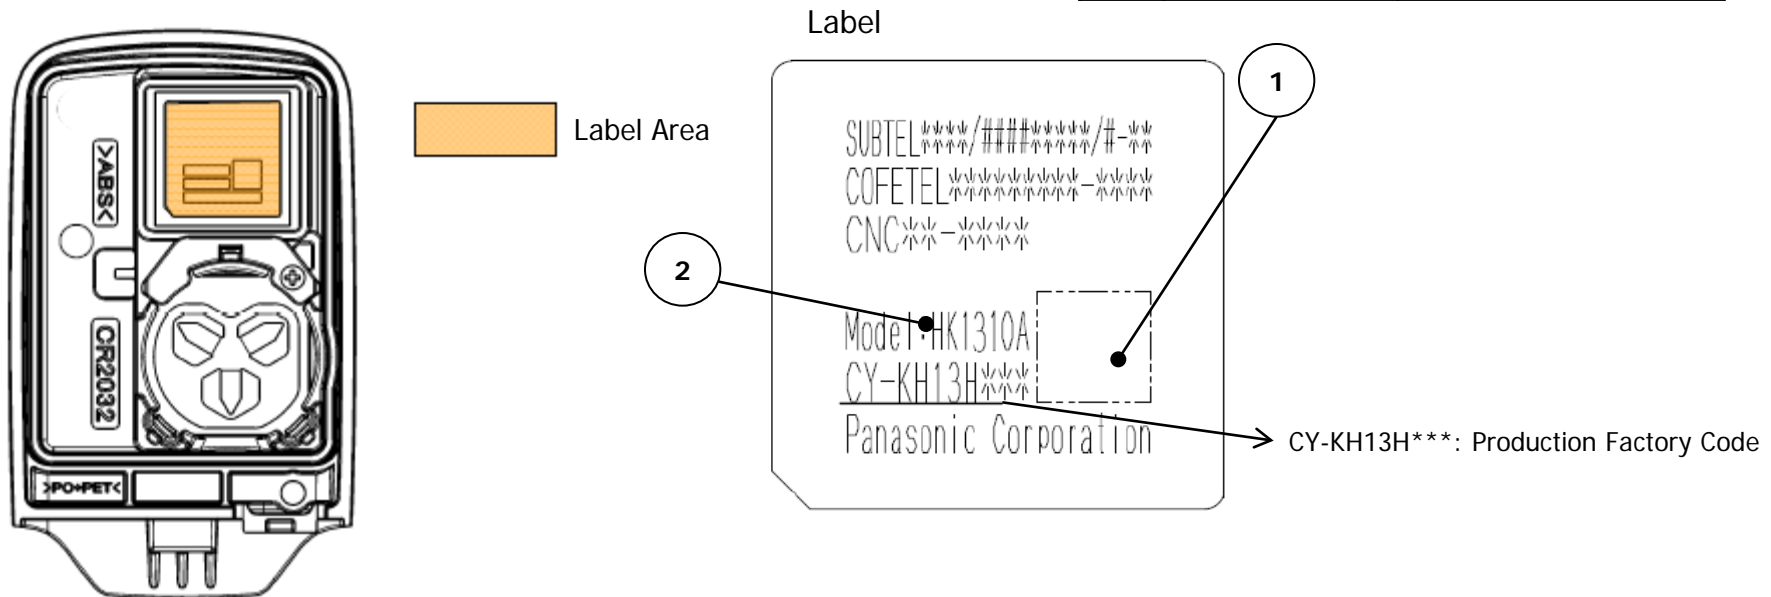 Label
1
SUBTEL****/####*****/#-**
COFETEL*********-****
CNC**-****
2
Model:HK1310A
CY-KH13H***
Panasonic Corporation
CY-KH13H***: Production Factory Code
Label Area
>ABS<
CR2032
>PO+PET<